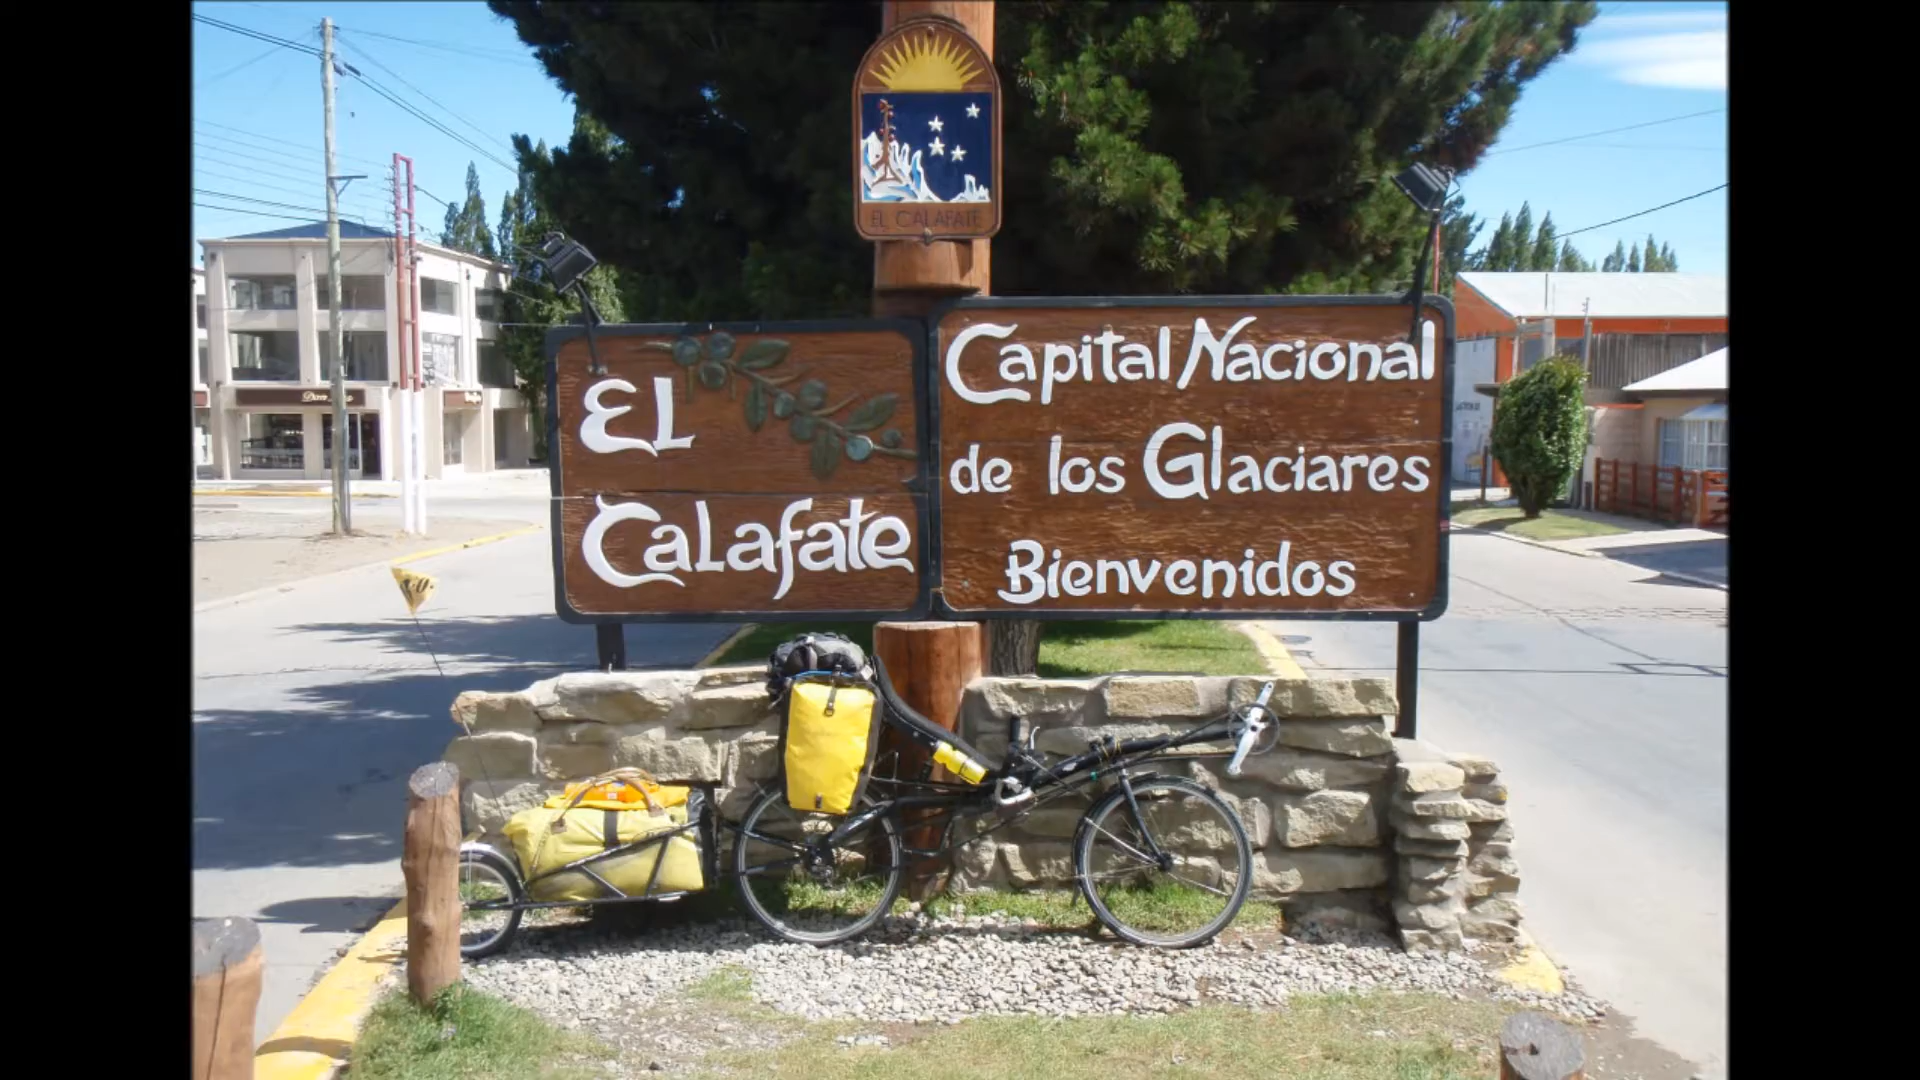 EL CALAFATE
EL
CALAFATE
Capital Nacional
de los Glaciares
Bienvenidos